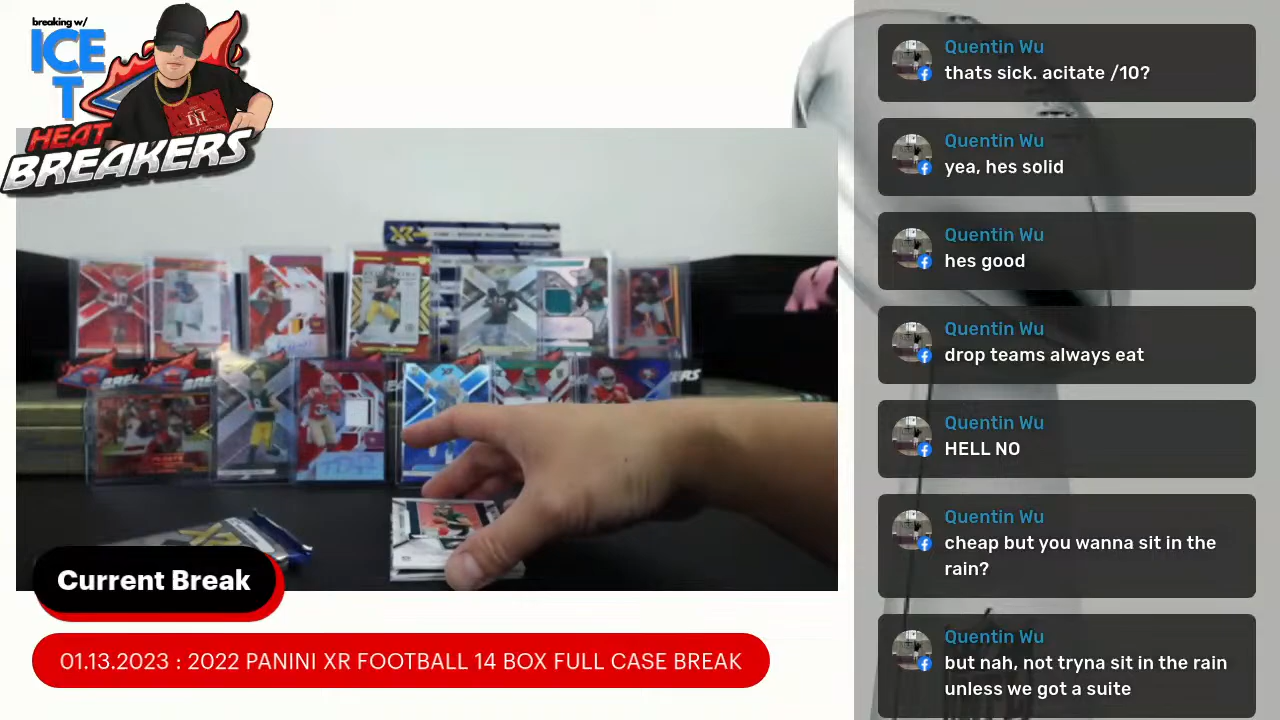 breaking w/
ICE
T
HEAT
BREAKERS
Current Break
01.13.2023 : 2022 PANINI XR FOOTBALL 14 BOX FULL CASE BREAK
Quentin Wu
thats sick. acitate /10?
Quentin Wu
yea, hes solid
Quentin Wu
hes good
Quentin Wu
drop teams always eat
Quentin Wu
HELL NO
Quentin Wu
cheap but you wanna sit in the
rain?
Quentin Wu
but nah, not tryna sit in the rain
unless we got a suite